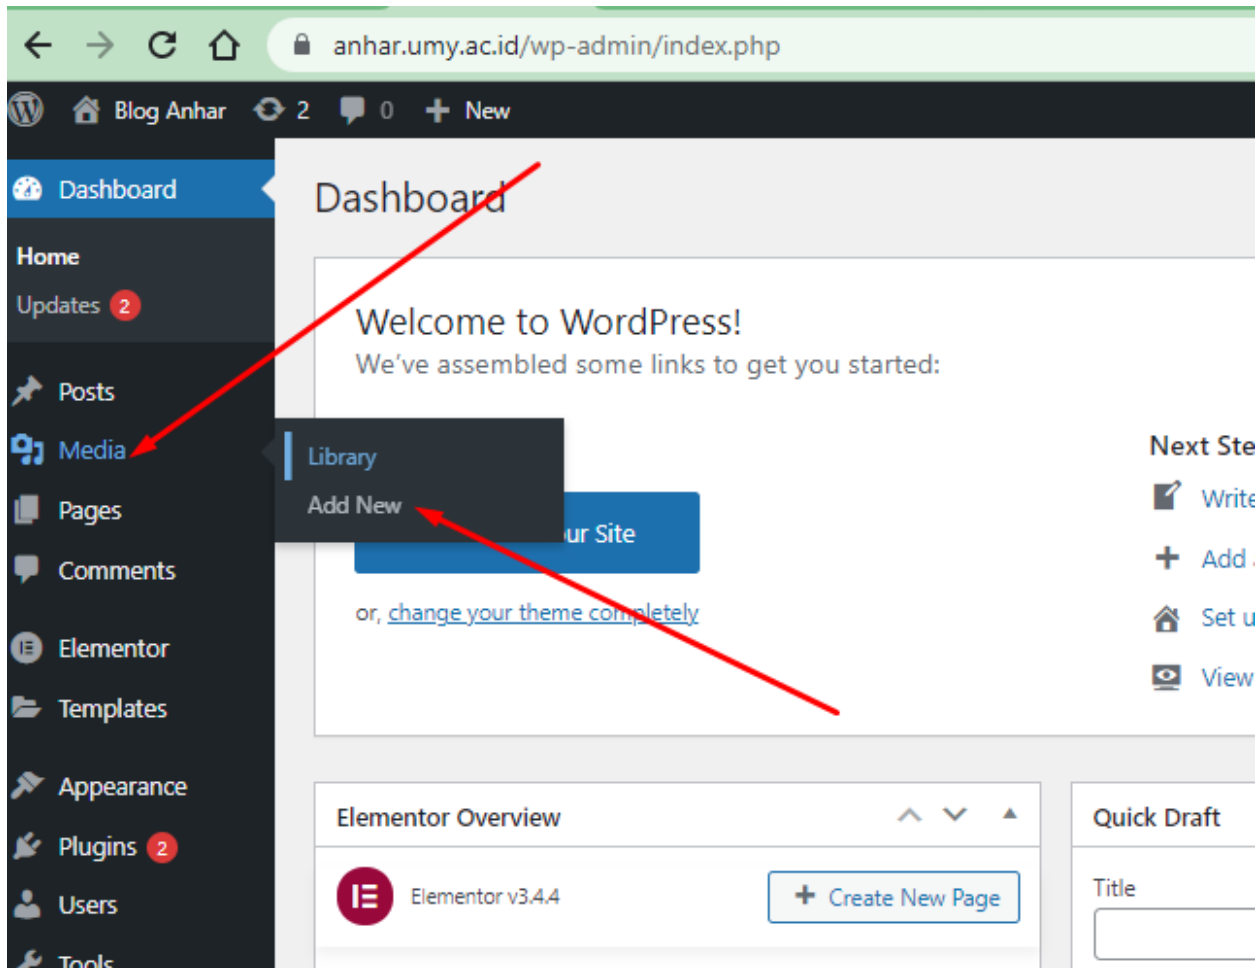 anhar.umy.ac.id/wp-admin/index.php
Blog Anhar 2 0 New
Dashboard
Home
Updates 2
Posts
Media
Pages
Comments
Elementor
Templates
Appearance
Plugins 2
Users
Tools
Library
Add New
Dashboard
Welcome to WordPress!
We've assembled some links to get you started:
ur Site
or, change your theme completely
Next Ste
Write
Add
Set u
View
Elementor Overview
Elementor v3.4.4
Create New Page
Quick Draft
Title